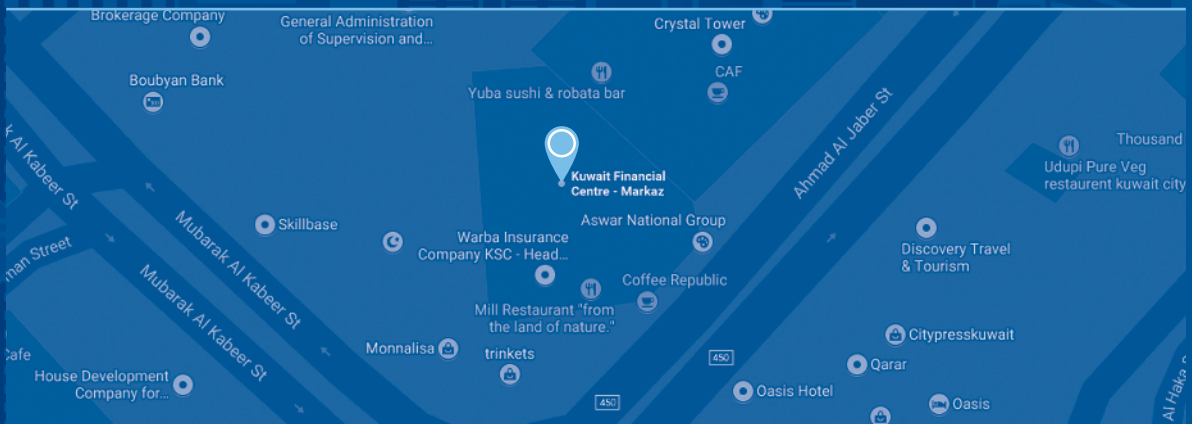 Brokerage Company
General Administration
of Supervision and...
Crystal Tower
CAF
Boubyan Bank
Yuba sushi & robata bar
Ahmad Al Jaber St
Thousand
Udupi Pure Veg
restaurent kuwait city
k Al Kabeer St
Kuwait Financial
Centre - Markaz
Skillbase
Mubarak Al Kabeer St
Aswar National Group
Warba Insurance
Company KSC - Head...
Discovery Travel
& Tourism
man Street
Mubarak Al Kabeer St
Coffee Republic
Mill Restaurant "from
the land of nature."
Citypresskuwait
Monnalisa
trinkets
450
Cafe
Qarar
House Development
Company for...
Oasis Hotel
450
Oasis
Al Haka